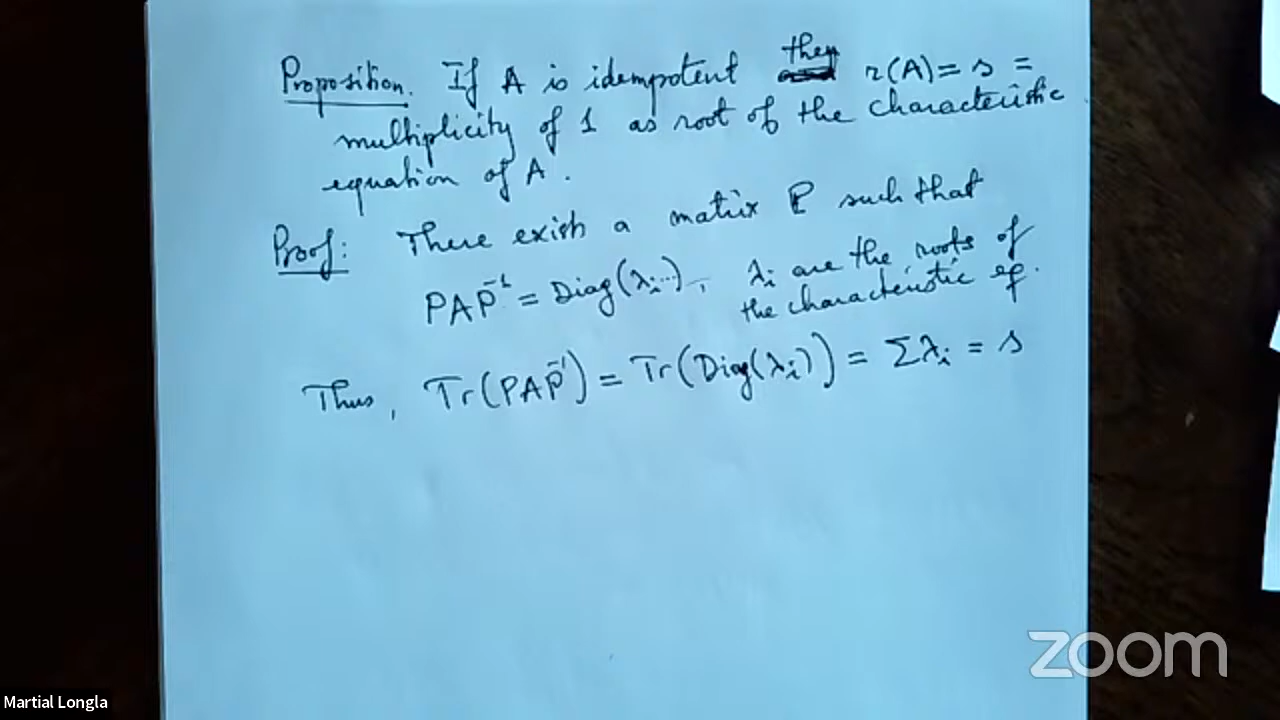 Proposition. If A is idempotent then r(A) = s =
multiplicity of 1 as root of the characteristic
equation of A.
Proof: There exish a matrix P such that
PAP⁻¹ = Diag(λᵢ..), λᵢ are the roots of
the characteristic eq.
Thus, Tr(PAP⁻¹) = Tr(Diag(λᵢ)) = Σλᵢ = s
zoom
Martial Longla